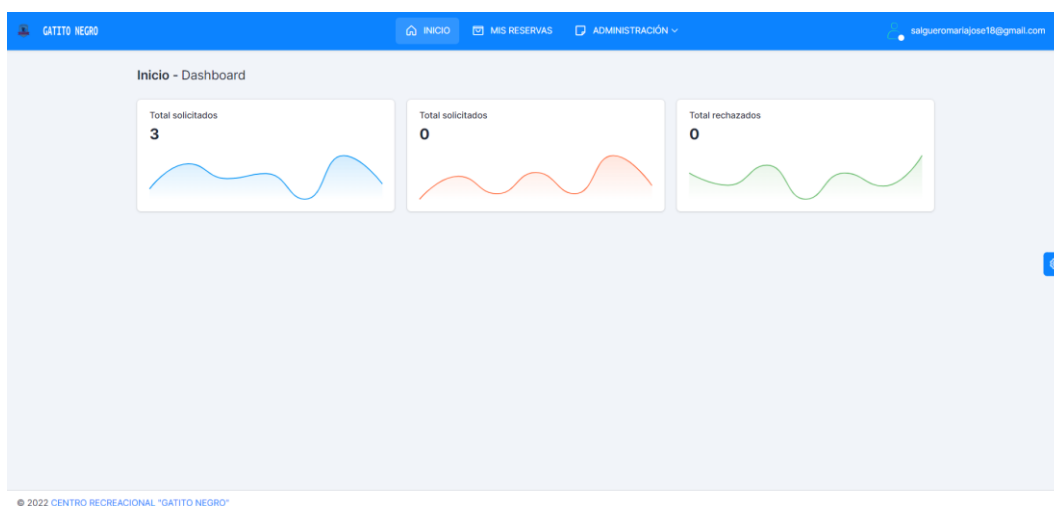 GATITO NEGRO
INICIO
MIS RESERVAS
ADMINISTRACIÓN
salgueromariajose18@gmail.com
Inicio - Dashboard
Total solicitados
3
Total solicitados
0
Total rechazados
0
© 2022 CENTRO RECREACIONAL "GATITO NEGRO"